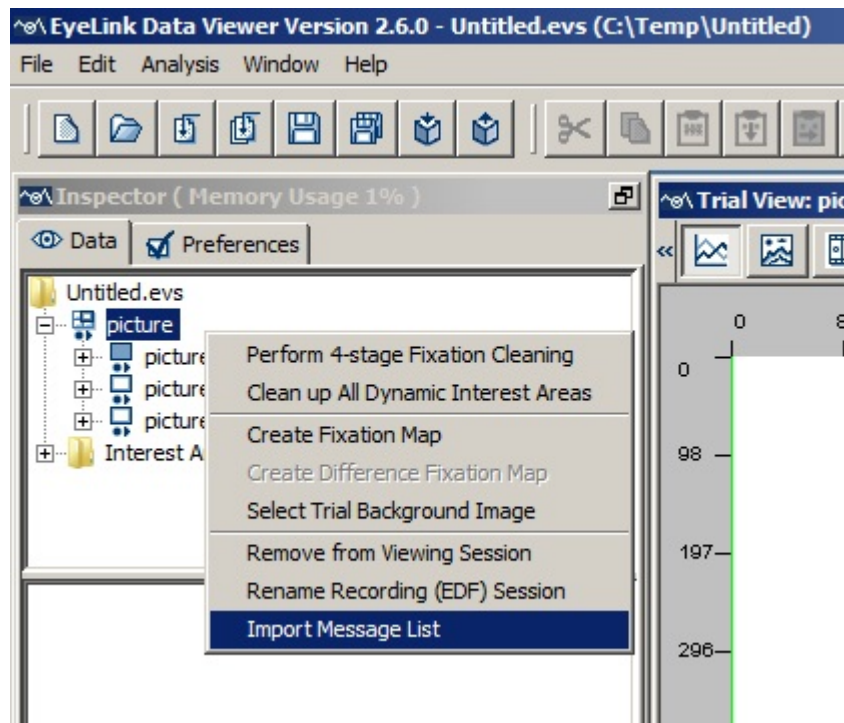 EyeLink Data Viewer Version 2.6.0 - Untitled.evs (C:\Temp\Untitled)
File Edit Analysis Window Help
Inspector ( Memory Usage 1% )
Data Preferences
Untitled.evs
picture
picture
picture
picture
Interest A
Perform 4-stage Fixation Cleaning
Clean up All Dynamic Interest Areas
Create Fixation Map
Create Difference Fixation Map
Select Trial Background Image
Remove from Viewing Session
Rename Recording (EDF) Session
Import Message List
Trial View: pic
0 8
0
98
197
296